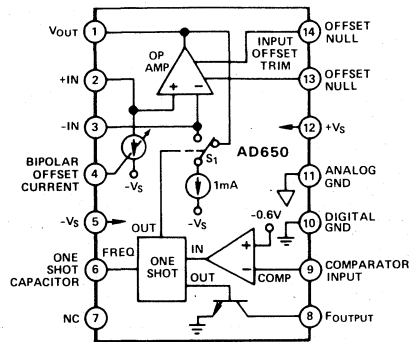 VOUT 1
+IN 2
-IN 3
BIPOLAR
OFFSET
CURRENT
4
-VS 5
ONE
SHOT
CAPACITOR
6
NC 7
14 OFFSET
NULL
13 OFFSET
NULL
12 +VS
11 ANALOG
GND
10 DIGITAL
GND
9 COMPARATOR
INPUT
8 FOUTPUT
OP
AMP
INPUT
OFFSET
TRIM
+ -
S1
AD650
1mA
-VS
-VS
-0.6V
OUT
FREQ
ONE
SHOT
IN
OUT
+
-
COMP